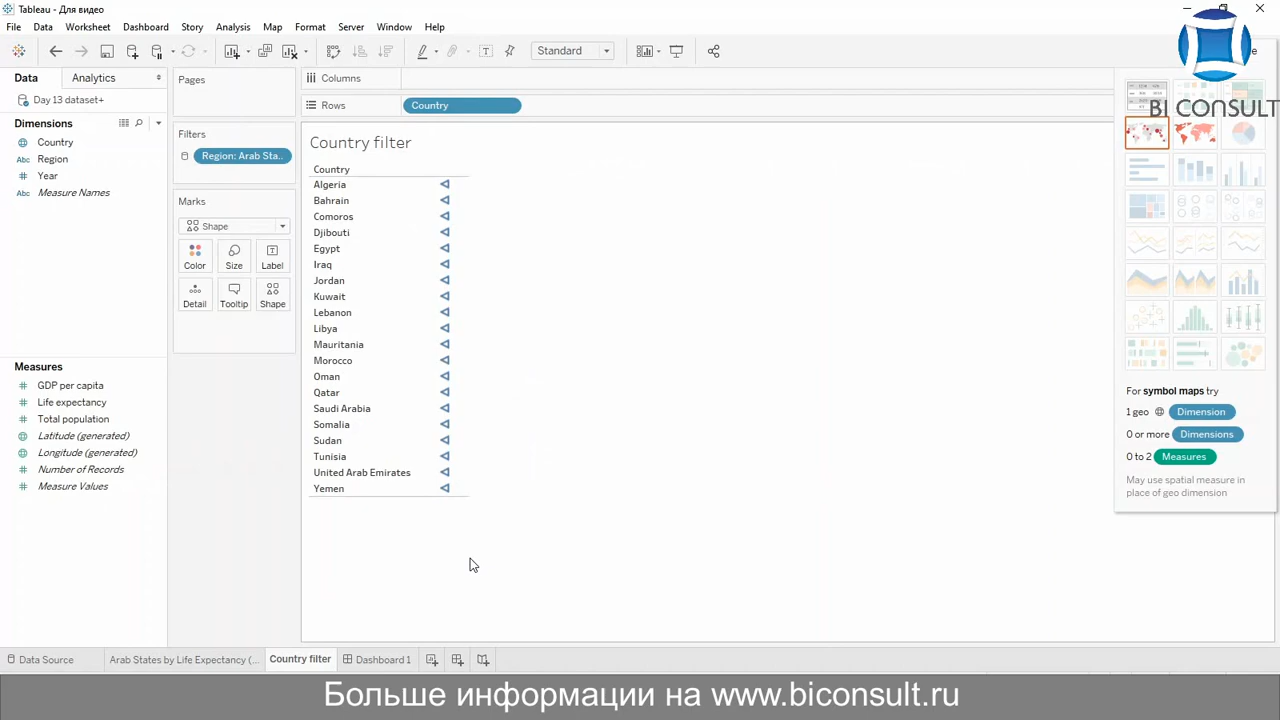 Tableau - Для видео
File Data Worksheet Dashboard Story Analysis Map Format Server Window Help
Standard
BI CONSULT
Data Analytics
Day 13 dataset+
Dimensions
Country
Abc Region
Year
Abc Measure Names
Measures
GDP per capita
Life expectancy
Total population
Latitude (generated)
Longitude (generated)
Number of Records
Measure Values
Pages
Filters
Region: Arab Sta..
Marks
Shape
Color Size Label
Detail Tooltip Shape
Columns
Rows Country
Country filter
Country
Algeria
Bahrain
Comoros
Djibouti
Egypt
Iraq
Jordan
Kuwait
Lebanon
Libya
Mauritania
Morocco
Oman
Qatar
Saudi Arabia
Somalia
Sudan
Tunisia
United Arab Emirates
Yemen
For symbol maps try
1 geo Dimension
0 or more Dimensions
0 to 2 Measures
May use spatial measure in
place of geo dimension
Data Source Arab States by Life Expectancy (... Country filter Dashboard 1
Больше информации на www.biconsult.ru